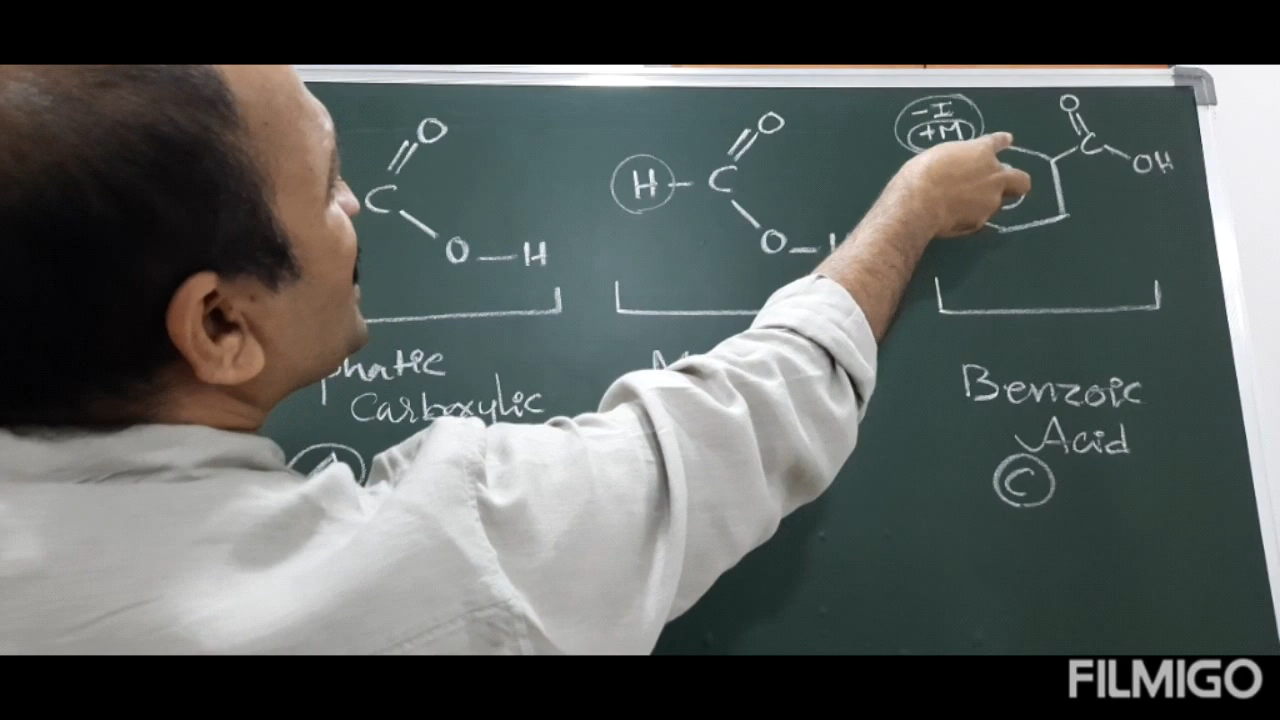 O
C
O — H
phatic
Carboxylic
O
H — C
O — H
- I
+ M
O
C
OH
Benzoic
Acid
C
FILMIGO